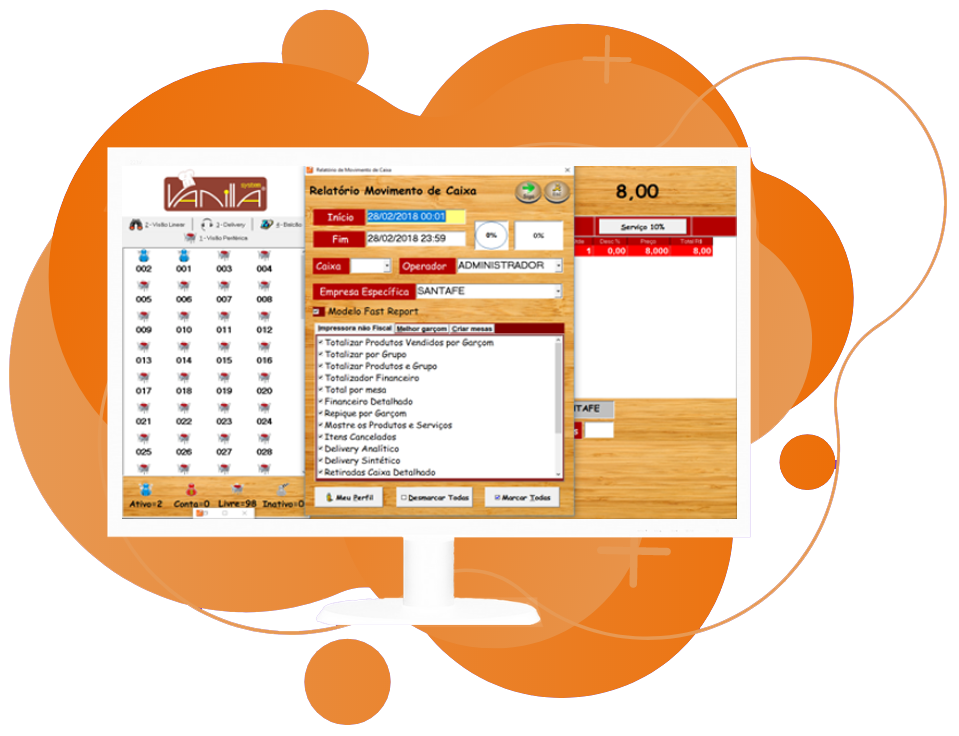 Relatório de Movimento de Caixa
VANILLA system
Relatório Movimento de Caixa
8,00
Início 28/02/2018 00:01
Fim 28/02/2018 23:59
0% 0%
2 - Visão Linear 3 - Delivery 4 - Balcão
1 - Visão Periférica
Serviço 10%
Desc% Preço Total R$
1 0,00 8,000 8,00
Caixa Operador ADMINISTRADOR
Empresa Específica SANTAFE
Modelo Fast Report
Impressora não Fiscal Melhor garçom Criar mesas
Totalizar Produtos Vendidos por Garçom
Totalizar por Grupo
Totalizar Produtos e Grupo
Totalizador Financeiro
Total por mesa
Financeiro Detalhado
Repique por Garçom
Mostre os Produtos e Serviços
Itens Cancelados
Delivery Analítico
Delivery Sintético
Retiradas Caixa Detalhado
002 001 003 004
005 006 007 008
009 010 011 012
013 014 015 016
017 018 019 020
021 022 023 024
025 026 027 028
NTAFE
Meu Perfil Desmarcar Todas Marcar Todas
Ativo=2 Conta=0 Livre=98 Inativo=0